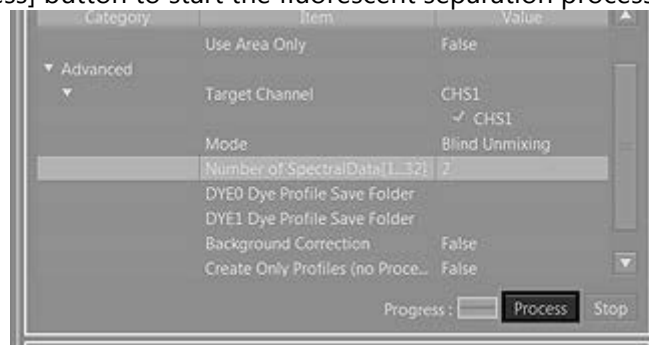 ess] button to start the fluorescent separation process
Category Item Value
Use Area Only False
Advanced
Target Channel CHS1
CHS1
Mode Blind Unmixing
Number of SpectralData[1...32] 2
DYE0 Dye Profile Save Folder
DYE1 Dye Profile Save Folder
Background Correction False
Create Only Profiles (no Proce... False
Progress : Process Stop